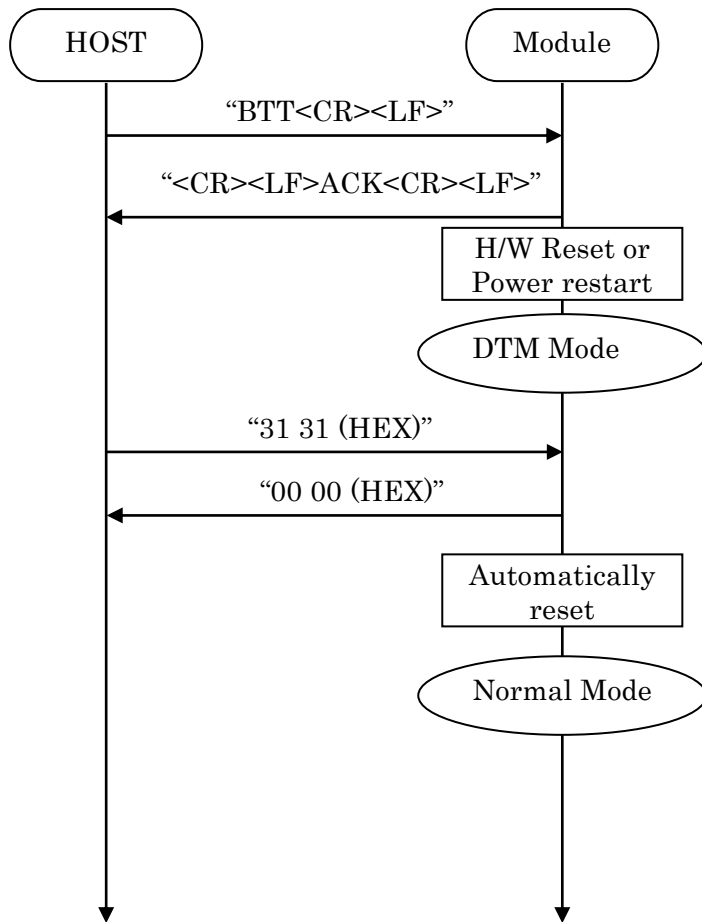 HOST
Module
“BTT<CR><LF>”
“<CR><LF>ACK<CR><LF>”
H/W Reset or
Power restart
DTM Mode
“31 31 (HEX)”
“00 00 (HEX)”
Automatically
reset
Normal Mode